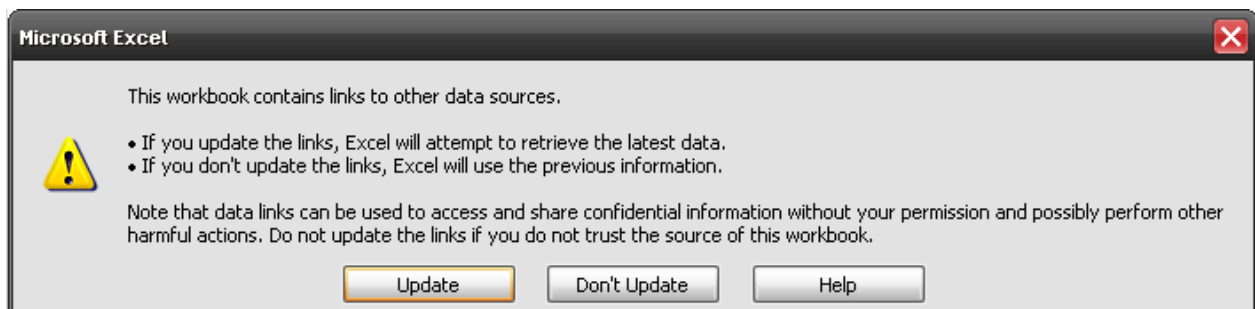 Microsoft Excel
This workbook contains links to other data sources.
• If you update the links, Excel will attempt to retrieve the latest data.
• If you don't update the links, Excel will use the previous information.
Note that data links can be used to access and share confidential information without your permission and possibly perform other
harmful actions. Do not update the links if you do not trust the source of this workbook.
Update Don't Update Help